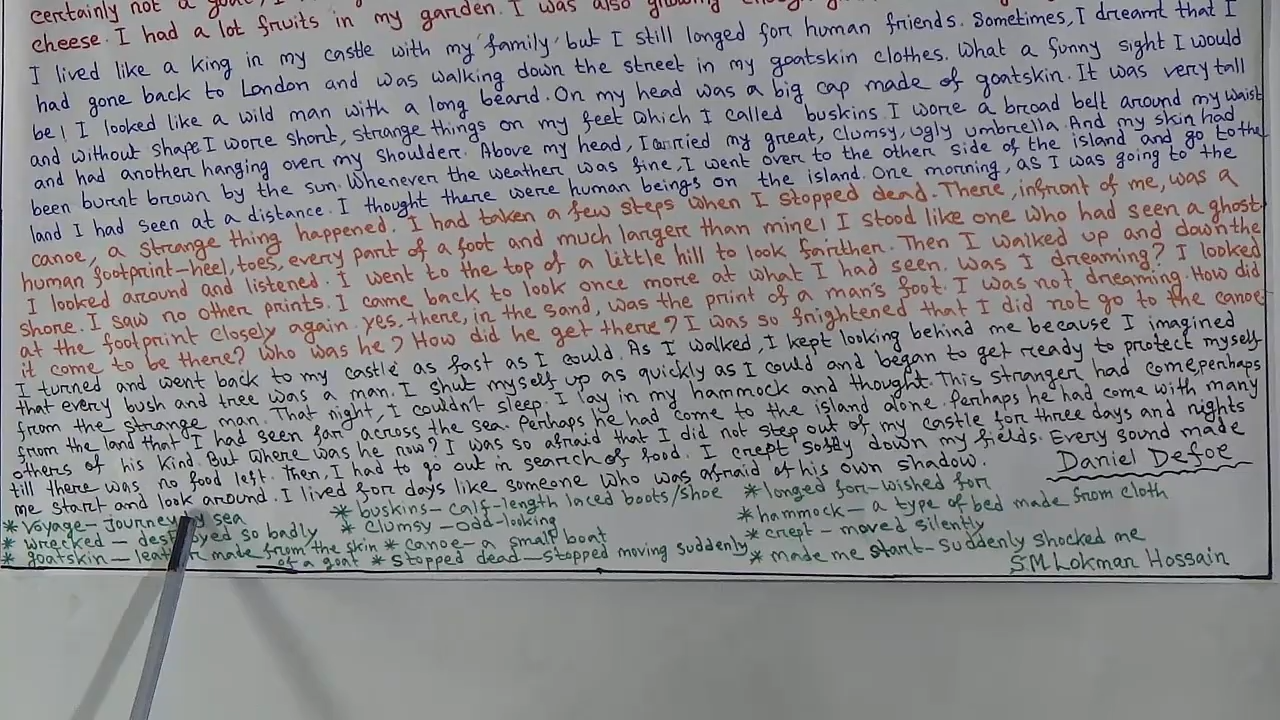 certainly not a
cheese. I had a lot fruits in my garden. I was also
I lived like a king in my castle with my family but I still longed for human friends. Sometimes, I dreamt that I
had gone back to London and was walking down the street in my goatskin clothes. What a funny sight I would
be! I looked like a wild man with a long beard. On my head was a big cap made of goatskin. It was very tall
and without shape I wore short, strange things on my feet which I called buskins. I wore a broad belt around my waist
and had another hanging over my shoulder. Above my head, I carried my great, clumsy, ugly umbrella. And my skin had
been burnt brown by the sun. Whenever the weather was fine, I went over to the other side of the island and go to the
land I had seen at a distance. I thought there were human beings on the island. One morning, as I was going to the
canoe, a strange thing happened. I had taken a few steps when I stopped dead. There, infront of me, was a
human footprint-heel, toes, every part of a foot and much larger than mine! I stood like one who had seen a ghost.
I looked around and listened. I went to the top of a little hill to look farther. Then I walked up and down the
shore. I saw no other prints. I came back to look once more at what I had seen. Was I dreaming? I looked
at the footprint closely again. Yes, there, in the sand, was the print of a man's foot. I was not dreaming. How did
it come to be there? Who was he? How did he get there? I was so frightened that I did not go to the canoe.
I turned and went back to my castle as fast as I could. As I walked, I kept looking behind me because I imagined
that every bush and tree was a man. I shut myself up as quickly as I could and began to get ready to protect myself
from the strange man. That night, I couldn't sleep. I lay in my hammock and thought. This stranger had come perhaps
from the land that I had seen far across the sea. Perhaps he had come to the island alone. Perhaps he had come with many
others of his kind. But where was he now? I was so afraid that I did not step out of my castle for three days and nights
till there was no food left. Then, I had to go out in search of food. I crept softly down my fields. Every sound made
me start and look around. I lived for days like someone who was afraid of his own shadow.
Daniel Defoe
* Voyage- Journey by sea * buskins- calf-length laced boots/shoe * longed for-wished for
* wrecked - destroyed so badly * clumsy -odd-looking * hammock- a type of bed made from cloth
* goatskin-leather made from the skin of a goat * canoe-a small boat * crept-moved silently
* stopped dead-stopped moving suddenly * made me start-suddenly shocked me
S.M Lokman Hossain